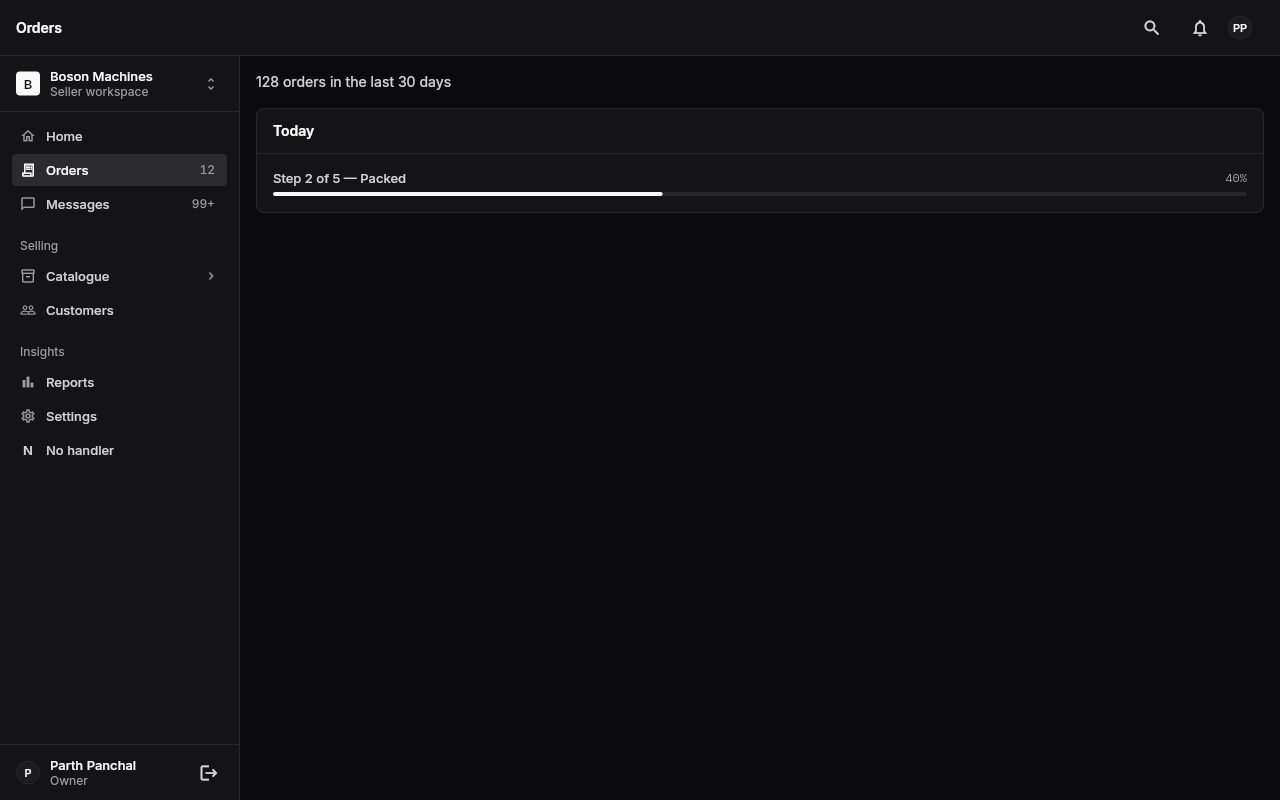 Orders
PP
B
Boson Machines
Seller workspace
Home
Orders 12
Messages 99+
Selling
Catalogue
Customers
Insights
Reports
Settings
N No handler
P
Parth Panchal
Owner
128 orders in the last 30 days
Today
Step 2 of 5 — Packed 40%